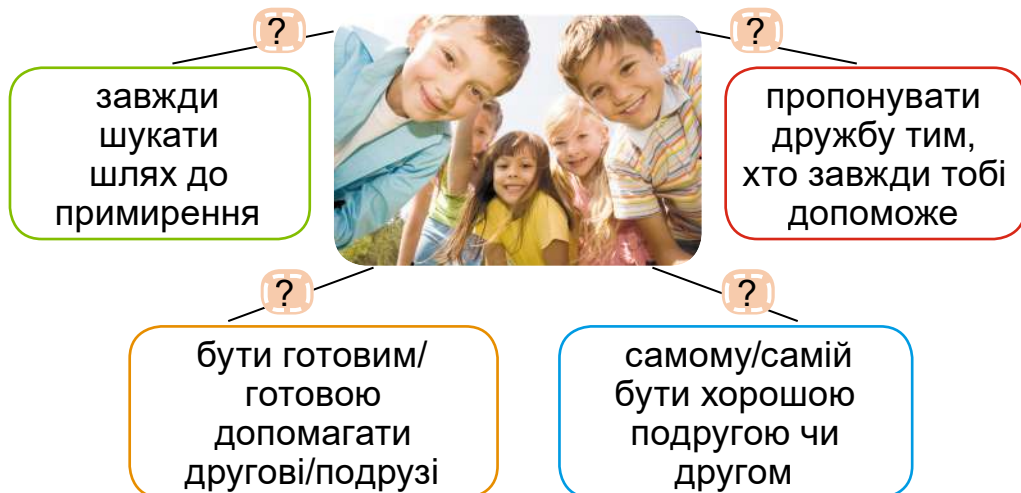 ?
завжди
шукати
шлях до
примирення
?
пропонувати
дружбу тим,
хто завжди тобі
допоможе
?
бути готовим/
готовою
допомагати
другові/подрузі
?
самому/самій
бути хорошою
подругою чи
другом